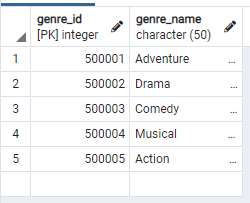 genre_id genre_name
[PK] integer character (50)
1 500001 Adventure ...
2 500002 Drama ...
3 500003 Comedy ...
4 500004 Musical ...
5 500005 Action ...